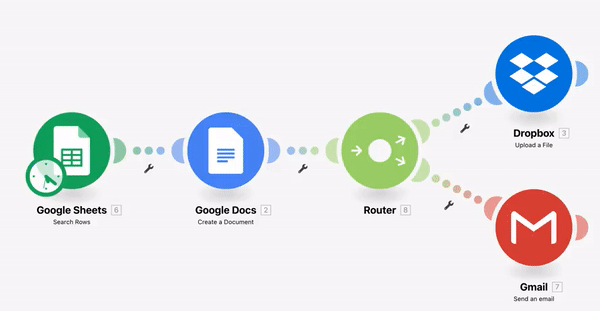 Dropbox 3
Upload a File
Google Sheets 6
Search Rows
Google Docs 2
Create a Document
Router 8
Gmail 7
Send an email